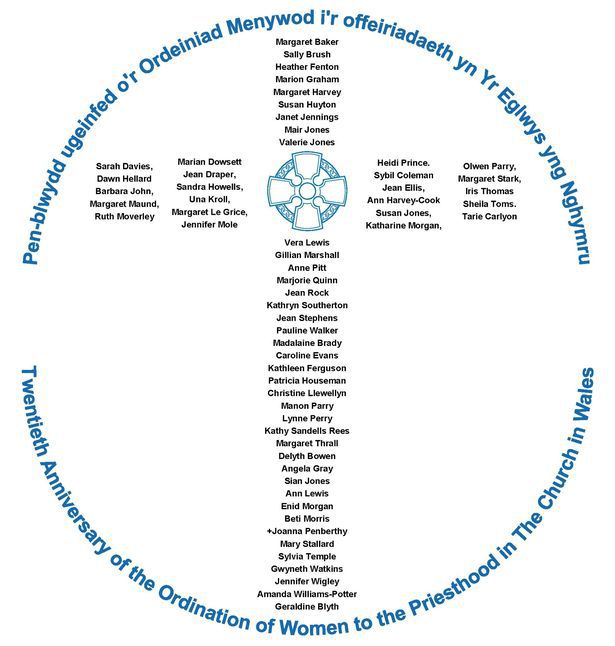 Pen-blwydd ugeinfed o'r Ordeiniad Menywod i'r offeiriadaeth yn Yr Eglwys yng Nghymru
Margaret Baker
Sally Brush
Heather Fenton
Marion Graham
Margaret Harvey
Susan Huyton
Janet Jennings
Mair Jones
Valerie Jones
Sarah Davies,
Dawn Hellard
Barbara John,
Margaret Maund,
Ruth Moverley
Marian Dowsett
Jean Draper,
Sandra Howells,
Una Kroll,
Margaret Le Grice,
Jennifer Mole
Heidi Prince.
Sybil Coleman
Jean Ellis,
Ann Harvey-Cook
Susan Jones,
Katharine Morgan,
Olwen Parry,
Margaret Stark,
Iris Thomas
Sheila Toms.
Tarie Carlyon
Vera Lewis
Gillian Marshall
Anne Pitt
Marjorie Quinn
Jean Rock
Kathryn Southerton
Jean Stephens
Pauline Walker
Madalaine Brady
Caroline Evans
Kathleen Ferguson
Patricia Houseman
Christine Llewellyn
Manon Parry
Lynne Perry
Kathy Sandells Rees
Margaret Thrall
Delyth Bowen
Angela Gray
Sian Jones
Ann Lewis
Enid Morgan
Beti Morris
+Joanna Penberthy
Mary Stallard
Sylvia Temple
Gwyneth Watkins
Jennifer Wigley
Amanda Williams-Potter
Geraldine Blyth
Twentieth Anniversary of the Ordination of Women to the Priesthood in The Church in Wales